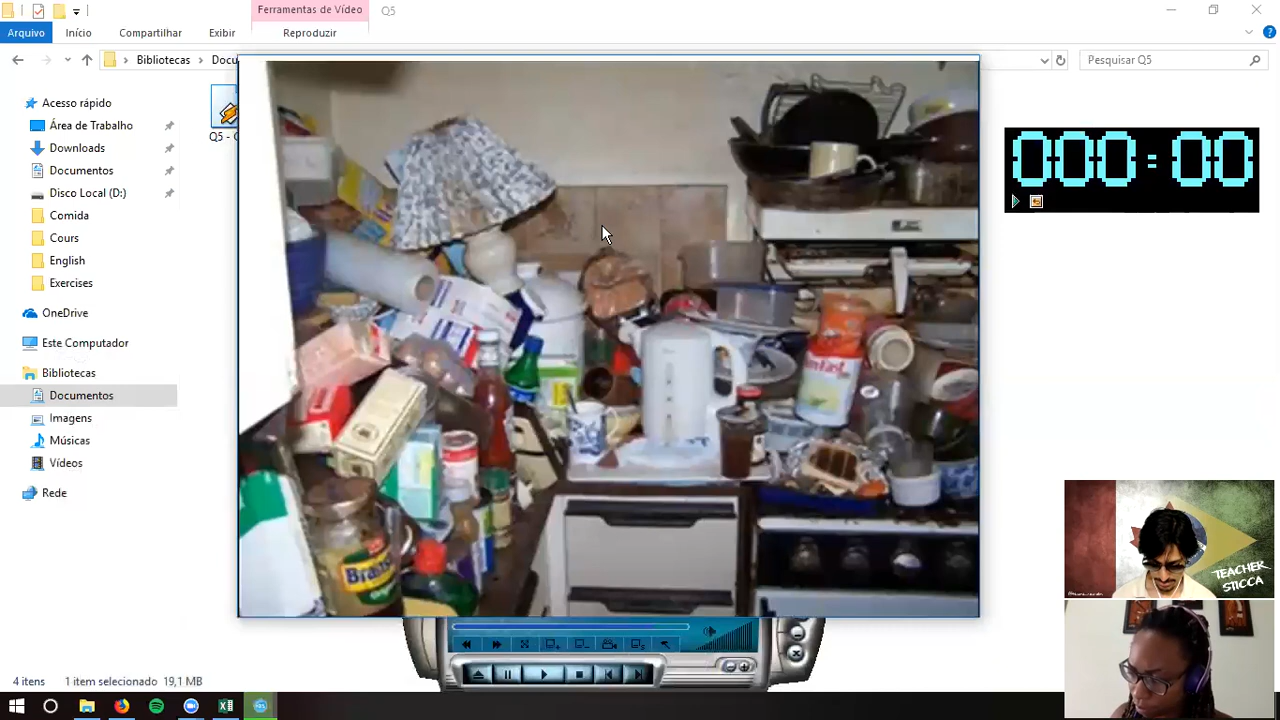 Ferramentas de Vídeo
Q5
Arquivo
Início
Compartilhar
Exibir
Reproduzir
Bibliotecas
Docu
Pesquisar Q5
Acesso rápido
Área de Trabalho
Downloads
Documentos
Disco Local (D:)
Comida
Cours
English
Exercises
OneDrive
Este Computador
Bibliotecas
Documentos
Imagens
Músicas
Vídeos
Rede
000:00
Brans
TEACHER
STICCA
4 itens
1 item selecionado
19,1 MB